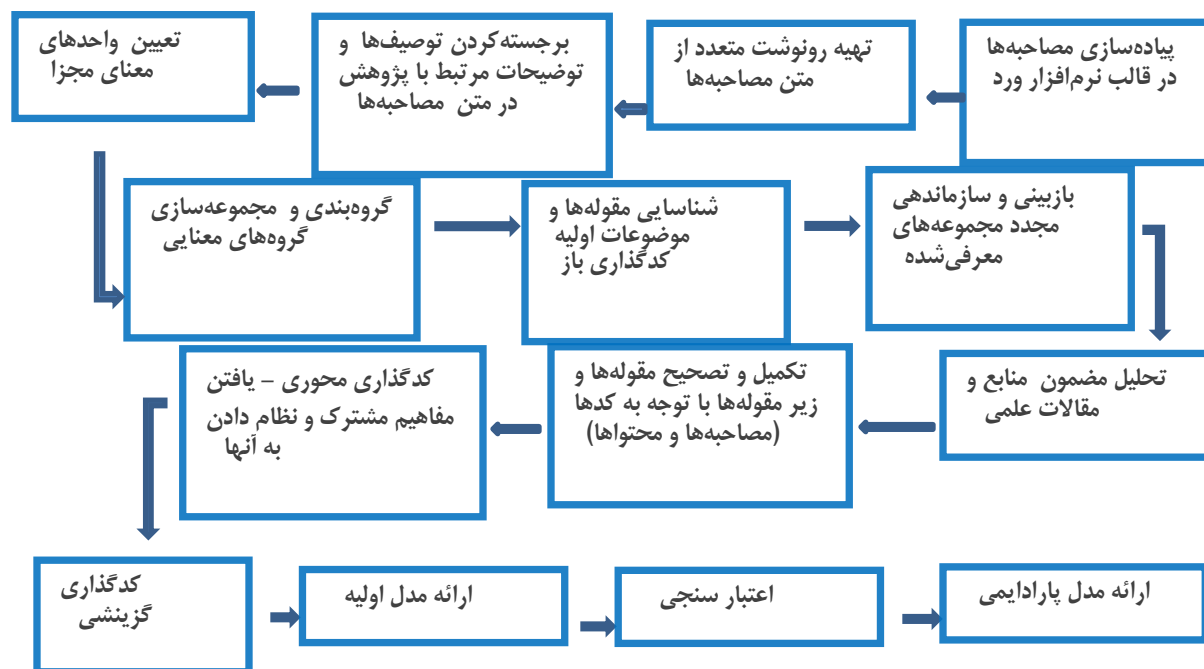 پیاده‌سازی مصاحبه‌ها
در قالب نرم‌افزار ورد
تهیه رونوشت متعدد از
متن مصاحبه‌ها
برجسته‌کردن توصیف‌ها و
توضیحات مرتبط با پژوهش
در متن مصاحبه‌ها
تعیین واحدهای
معنای مجزا
گروه‌بندی و مجموعه‌سازی
گروه‌های معنایی
شناسایی مقوله‌ها و
موضوعات اولیه
کدگذاری باز
بازبینی و سازماندهی
مجدد مجموعه‌های
معرفی‌شده
تحلیل مضمون منابع و
مقالات علمی
تکمیل و تصحیح مقوله‌ها و
زیر مقوله‌ها با توجه به کدها
(مصاحبه‌ها و محتواها)
کدگذاری محوری – یافتن
مفاهیم مشترک و نظام دادن
به آنها
کدگذاری
گزینشی
ارائه مدل اولیه
اعتبار سنجی
ارائه مدل پارادایمی